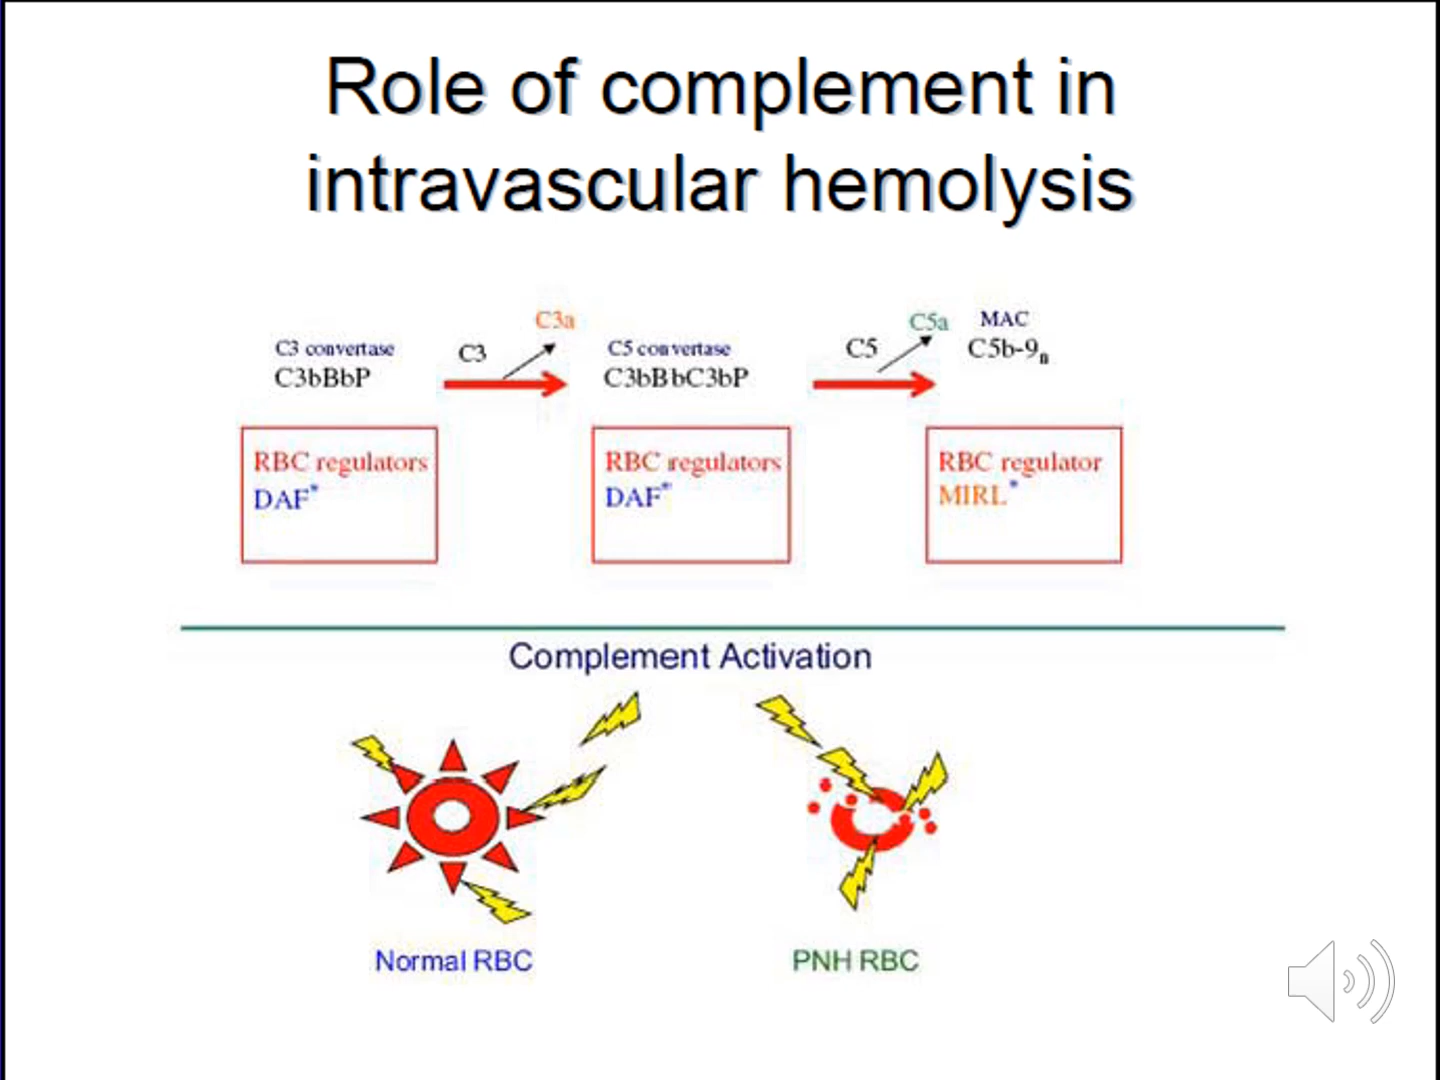 Role of complement in
intravascular hemolysis
C3a
C5a
MAC
C3 convertase
C3
C5 convertase
C5
C5b-9n
C3bBbP
C3bBbC3bP
RBC regulators
DAF*
RBC regulators
DAF*
RBC regulator
MIRL*
Complement Activation
Normal RBC
PNH RBC